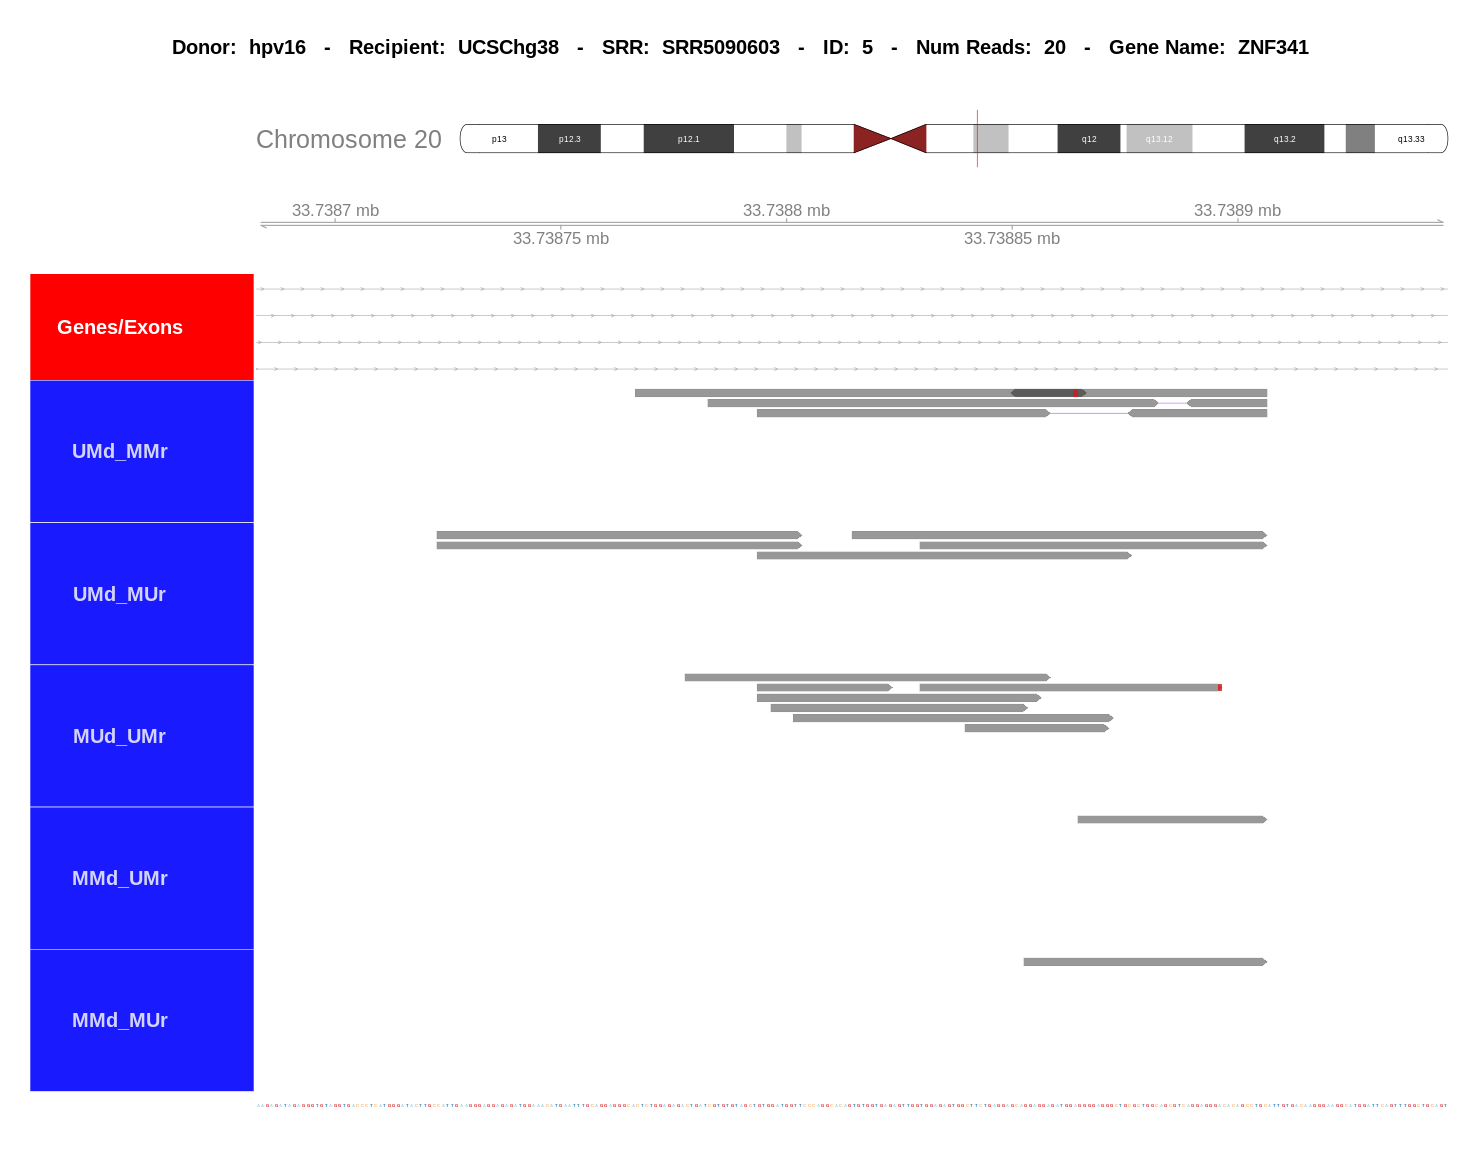 Donor: hpv16 - Recipient: UCSChg38 - SRR: SRR5090603 - ID: 5 - Num Reads: 20 - Gene Name: ZNF341
Chromosome 20 p13 p12.3 p12.1 q12 q13.12 q13.2 q13.33
33.7387 mb 33.7388 mb 33.7389 mb
33.73875 mb 33.73885 mb
Genes/Exons
UMd_MMr
UMd_MUr
MUd_UMr
MMd_UMr
MMd_MUr